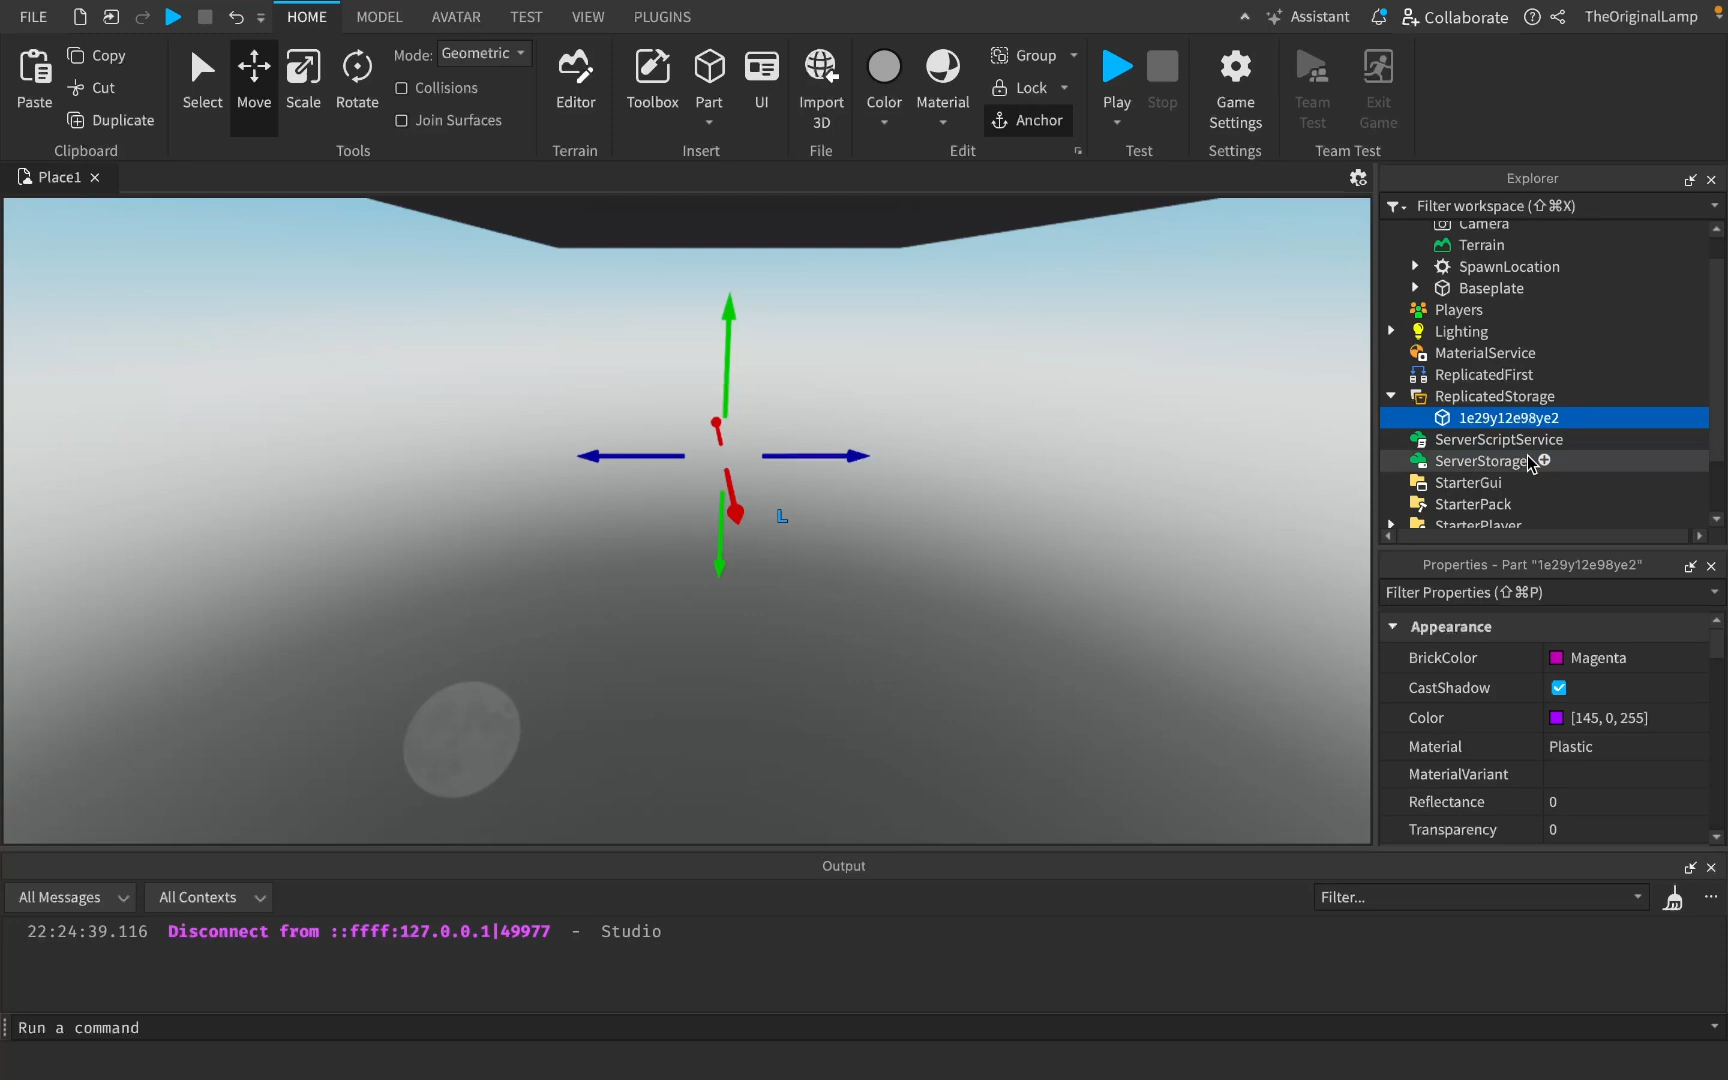 FILE HOME MODEL AVATAR TEST VIEW PLUGINS Assistant Collaborate TheOriginalLamp
Paste Copy Cut Duplicate
Clipboard
Select Move Scale Rotate
Mode: Geometric
Collisions
Join Surfaces
Tools
Editor
Terrain
Toolbox Part UI
Insert
Import 3D
File
Color Material Group Lock Anchor
Edit
Play Stop
Test
Game Settings
Settings
Team Test Exit Game
Team Test
Place1
Explorer
Filter workspace (⇧⌘X)
Camera
Terrain
SpawnLocation
Baseplate
Players
Lighting
MaterialService
ReplicatedFirst
ReplicatedStorage
1e29y12e98ye2
ServerScriptService
ServerStorage
StarterGui
StarterPack
StarterPlayer
L
Properties - Part "1e29y12e98ye2"
Filter Properties (⇧⌘P)
Appearance
BrickColor Magenta
CastShadow
Color [145, 0, 255]
Material Plastic
MaterialVariant
Reflectance 0
Transparency 0
Output
All Messages All Contexts Filter...
22:24:39.116 Disconnect from ::ffff:127.0.0.1|49977 - Studio
Run a command